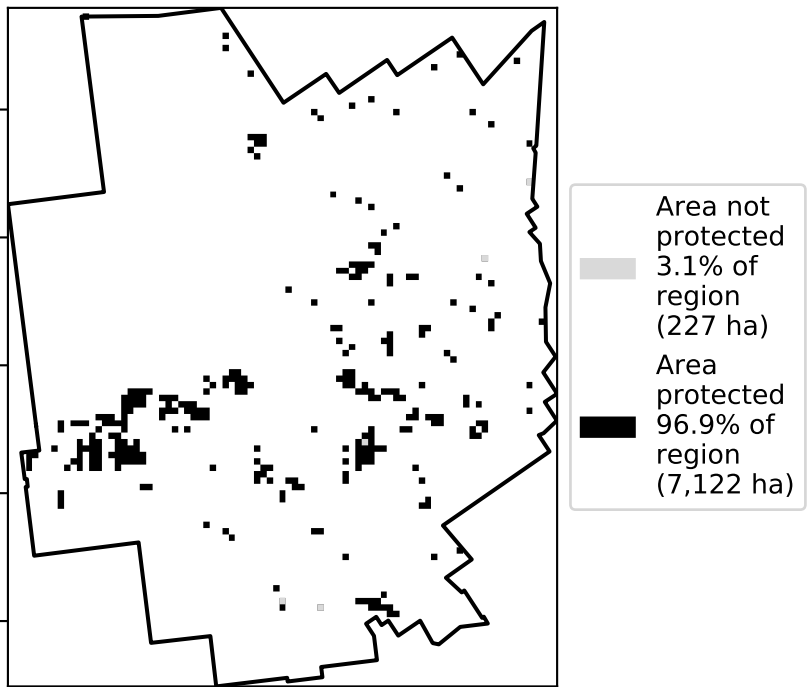 Area not
protected
3.1% of
region
(227 ha)
Area
protected
96.9% of
region
(7,122 ha)